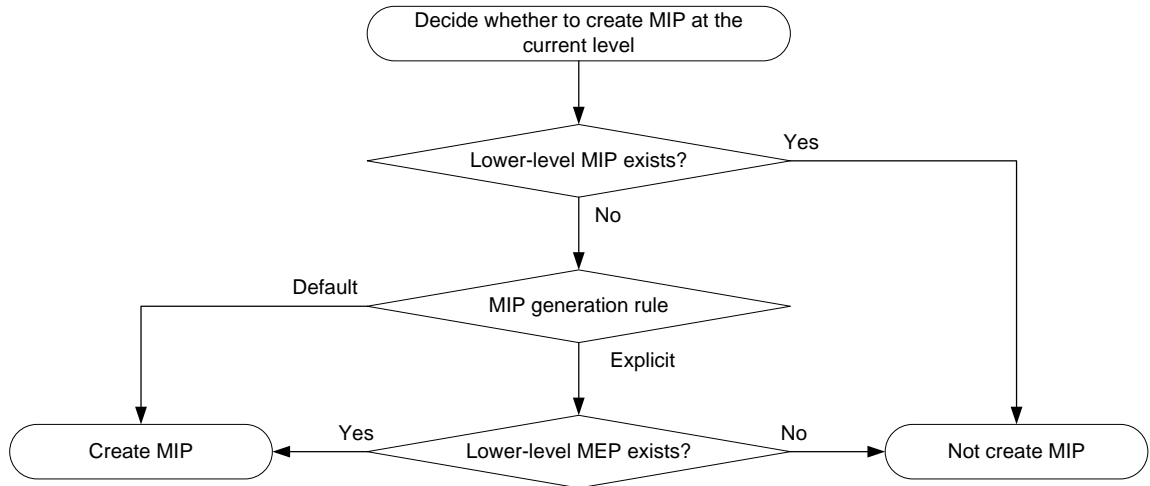 Decide whether to create MIP at the
current level
Lower-level MIP exists?
Yes
No
Default
MIP generation rule
Explicit
Create MIP
Yes
Lower-level MEP exists?
No
Not create MIP